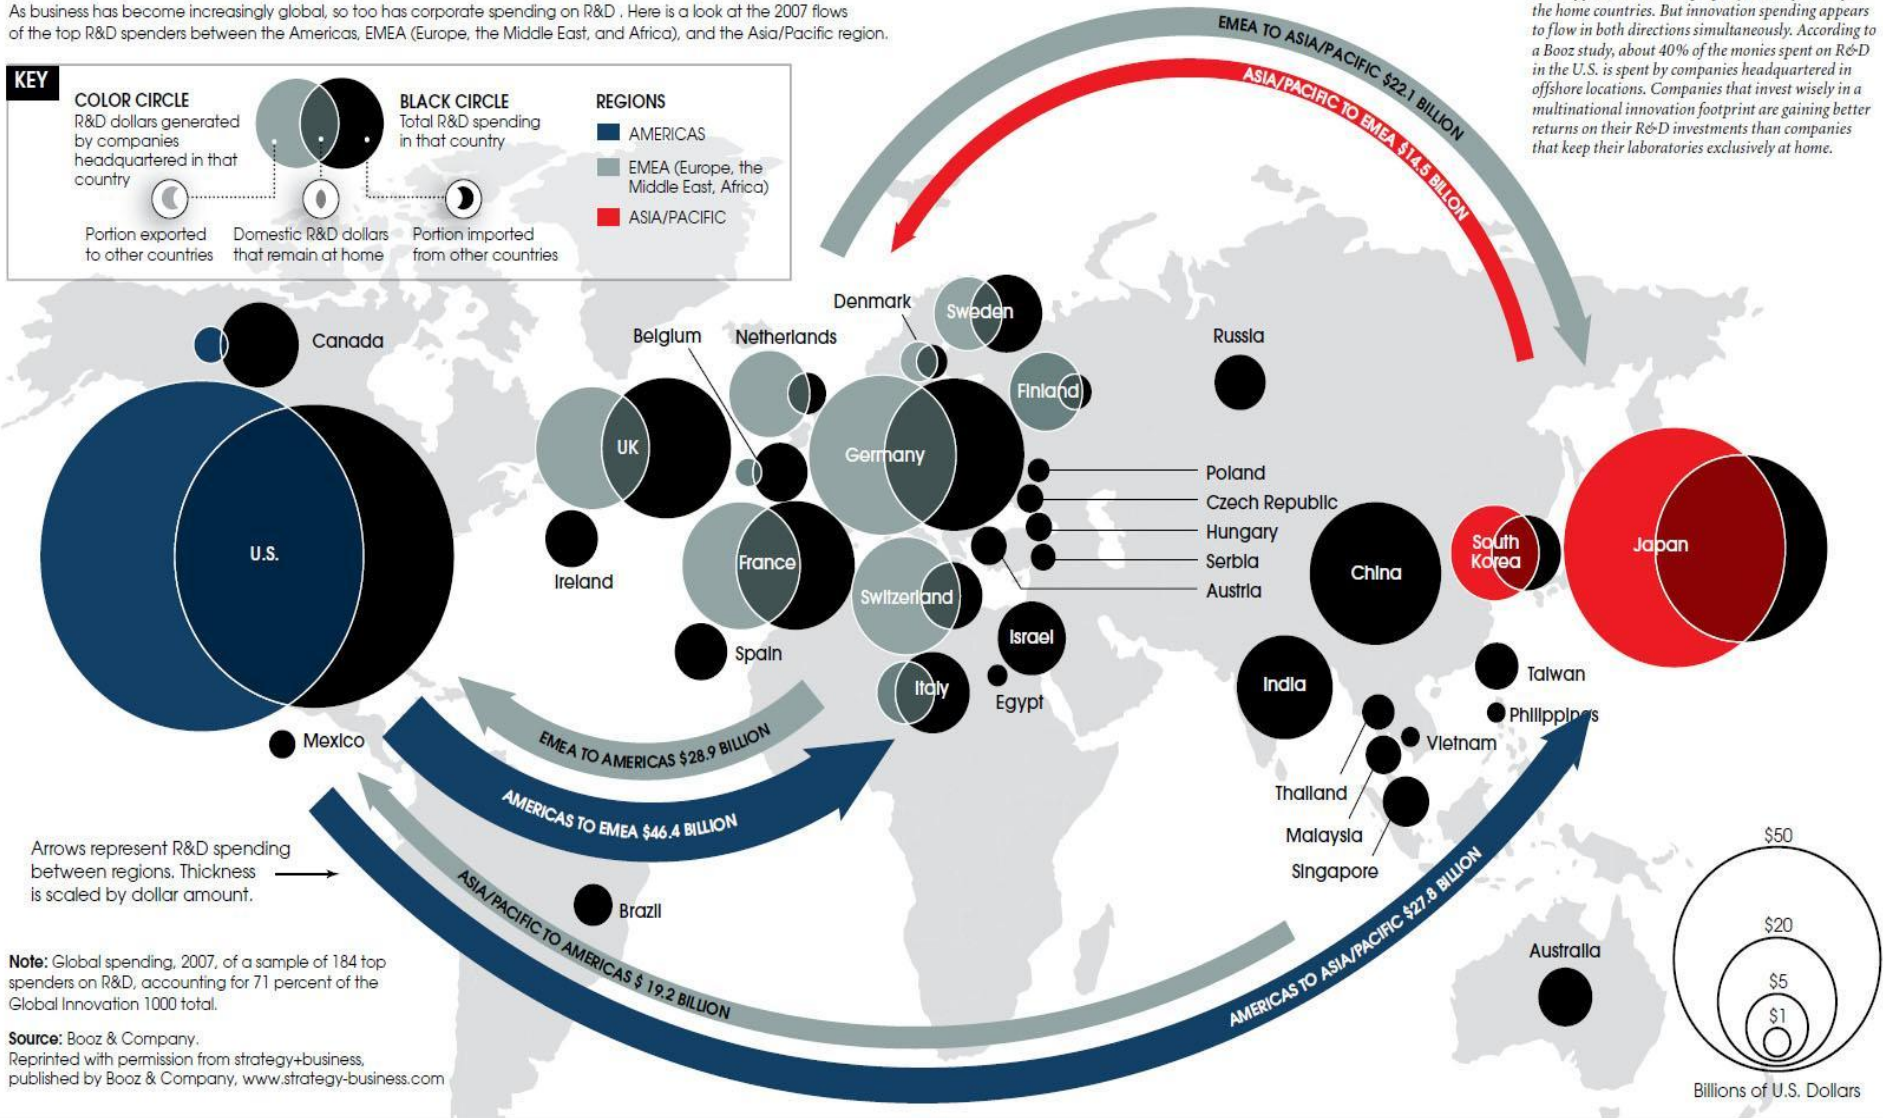 As business has become increasingly global, so too has corporate spending on R&D . Here is a look at the 2007 flows
of the top R&D spenders between the Americas, EMEA (Europe, the Middle East, and Africa), and the Asia/Pacific region.
the home countries. But innovation spending appears
to flow in both directions simultaneously. According to
a Booz study, about 40% of the monies spent on R&D
in the U.S. is spent by companies headquartered in
offshore locations. Companies that invest wisely in a
multinational innovation footprint are gaining better
returns on their R&D investments than companies
that keep their laboratories exclusively at home.
KEY
COLOR CIRCLE
R&D dollars generated
by companies
headquartered in that
country
BLACK CIRCLE
Total R&D spending
in that country
REGIONS
AMERICAS
EMEA (Europe, the
Middle East, Africa)
ASIA/PACIFIC
Portion exported
to other countries
Domestic R&D dollars
that remain at home
Portion imported
from other countries
EMEA TO ASIA/PACIFIC $22.1 BILLION
ASIA/PACIFIC TO EMEA $14.5 BILLON
Canada
Belgium
Netherlands
Denmark
Sweden
Finland
Russia
UK
Germany
U.S.
France
Ireland
Switzerland
Spain
Italy
Israel
Egypt
Poland
Czech Republic
Hungary
Serbia
Austria
China
South
Korea
Japan
India
Taiwan
Philippines
Vietnam
Thailand
Malaysia
Singapore
Mexico
EMEA TO AMERICAS $28.9 BILLION
AMERICAS TO EMEA $46.4 BILLION
ASIA/PACIFIC TO AMERICAS $ 19.2 BILLION
AMERICAS TO ASIA/PACIFIC $27.8 BILLION
Brazil
Australia
Arrows represent R&D spending
between regions. Thickness
is scaled by dollar amount.
Note: Global spending, 2007, of a sample of 184 top
spenders on R&D, accounting for 71 percent of the
Global Innovation 1000 total.
Source: Booz & Company.
Reprinted with permission from strategy+business,
published by Booz & Company, www.strategy-business.com
$50
$20
$5
$1
Billions of U.S. Dollars